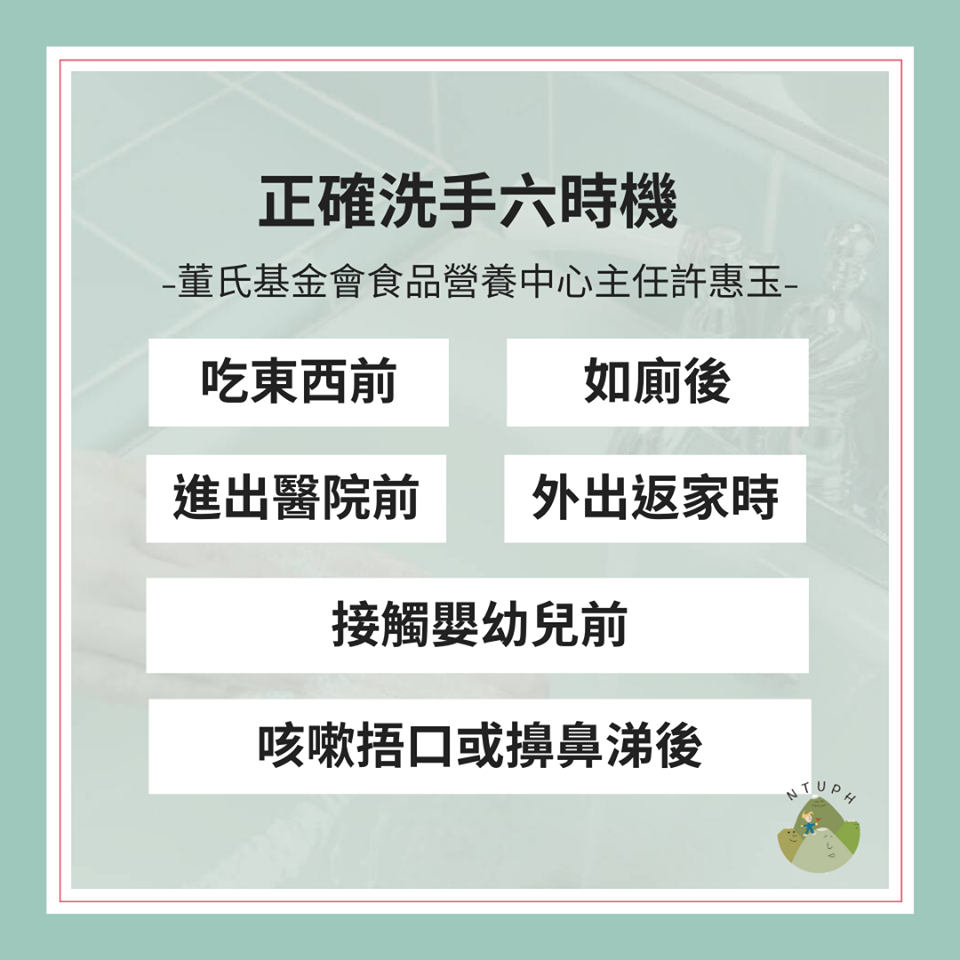 正確洗手六時機
-董氏基金會食品營養中心主任許惠玉-
吃東西前
如廁後
進出醫院前
外出返家時
接觸嬰幼兒前
咳嗽捂口或擤鼻涕後
NTUPH